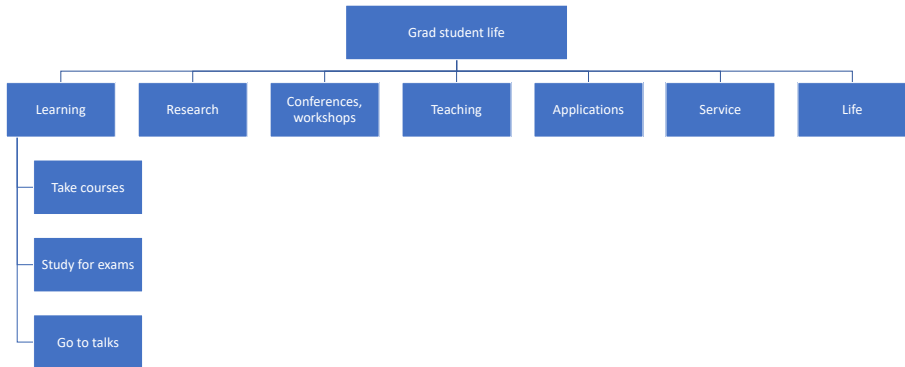 Grad student life
Learning
Research
Conferences,
workshops
Teaching
Applications
Service
Life
Take courses
Study for exams
Go to talks